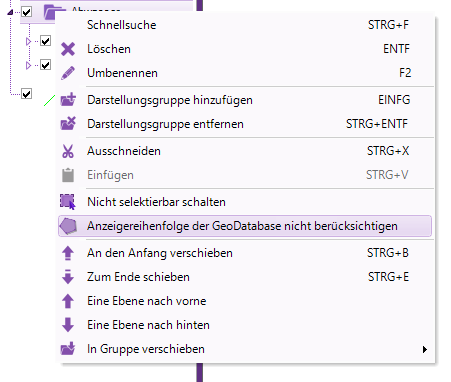 Schnellsuche STRG+F
Löschen ENTF
Umbenennen F2
Darstellungsgruppe hinzufügen EINFG
Darstellungsgruppe entfernen STRG+ENTF
Ausschneiden STRG+X
Einfügen STRG+V
Nicht selektierbar schalten
Anzeigereihenfolge der GeoDatabase nicht berücksichtigen
An den Anfang verschieben STRG+B
Zum Ende schieben STRG+E
Eine Ebene nach vorne
Eine Ebene nach hinten
In Gruppe verschieben